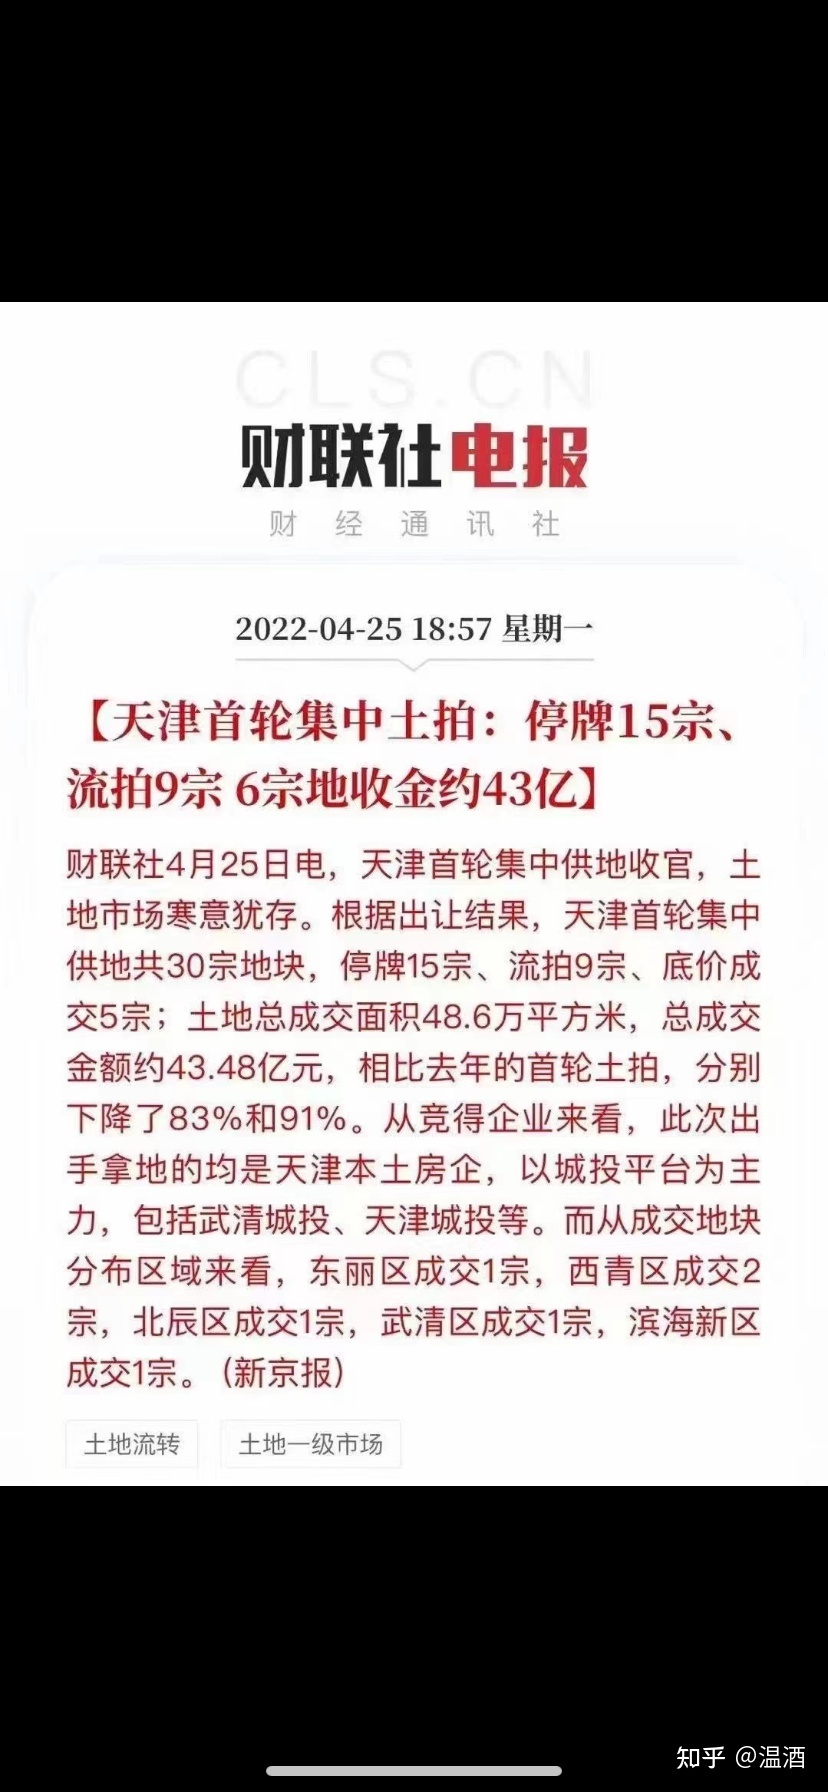 CLS.CN
财联社电报
财经通讯社
2022-04-25 18:57 星期一
【天津首轮集中土拍：停牌15宗、
流拍9宗 6宗地收金约43亿】
财联社4月25日电，天津首轮集中供地收官，土
地市场寒意犹存。根据出让结果，天津首轮集中
供地共30宗地块，停牌15宗、流拍9宗、底价成
交5宗；土地总成交面积48.6万平方米，总成交
金额约43.48亿元，相比去年的首轮土拍，分别
下降了83%和91%。从竞得企业来看，此次出
手拿地的均是天津本土房企，以城投平台为主
力，包括武清城投、天津城投等。而从成交地块
分布区域来看，东丽区成交1宗，西青区成交2
宗，北辰区成交1宗，武清区成交1宗，滨海新区
成交1宗。（新京报）
土地流转 土地一级市场
知乎 @温酒